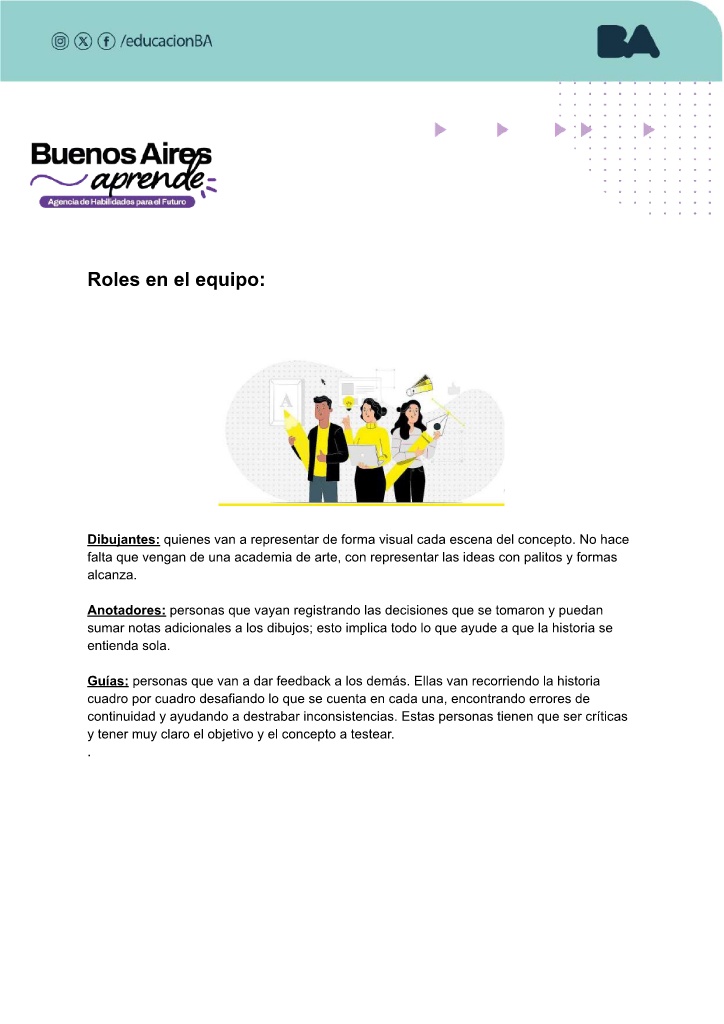 /educacionBA
BA
Buenos Aires
aprende
Agencia de Habilidades para el Futuro
Roles en el equipo:
A
Dibujantes: quienes van a representar de forma visual cada escena del concepto. No hace
falta que vengan de una academia de arte, con representar las ideas con palitos y formas
alcanza.
Anotadores: personas que vayan registrando las decisiones que se tomaron y puedan
sumar notas adicionales a los dibujos; esto implica todo lo que ayude a que la historia se
entienda sola.
Guías: personas que van a dar feedback a los demás. Ellas van recorriendo la historia
cuadro por cuadro desafiando lo que se cuenta en cada una, encontrando errores de
continuidad y ayudando a destrabar inconsistencias. Estas personas tienen que ser críticas
y tener muy claro el objetivo y el concepto a testear.
.